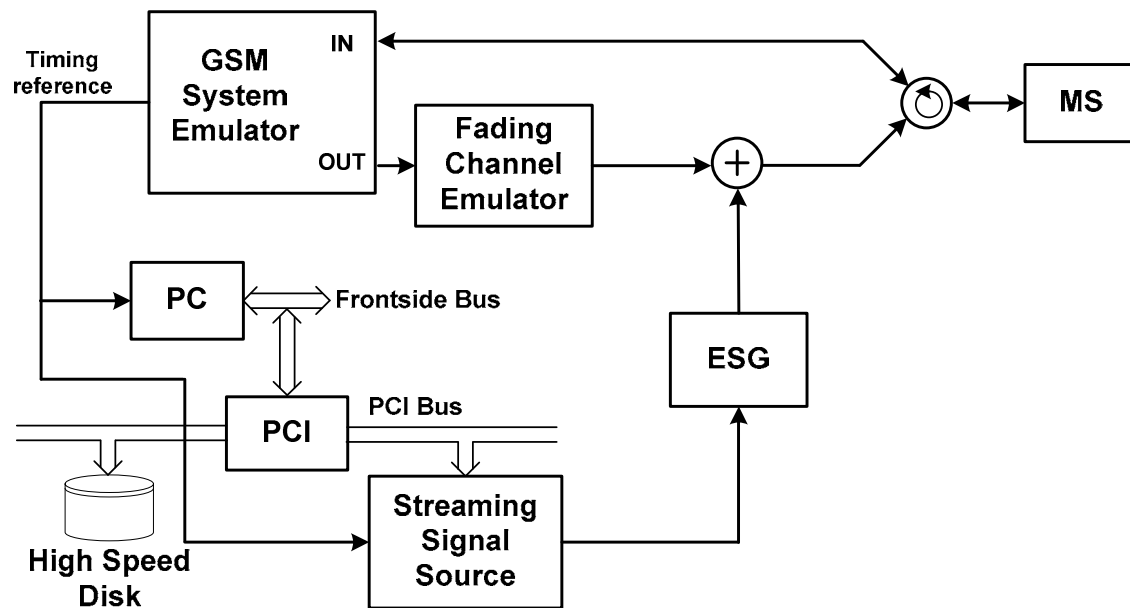 Timing
reference
GSM
System
Emulator
IN
OUT
Fading
Channel
Emulator
+
MS
PC
Frontside Bus
ESG
PCI
PCI Bus
Streaming
Signal
Source
High Speed
Disk